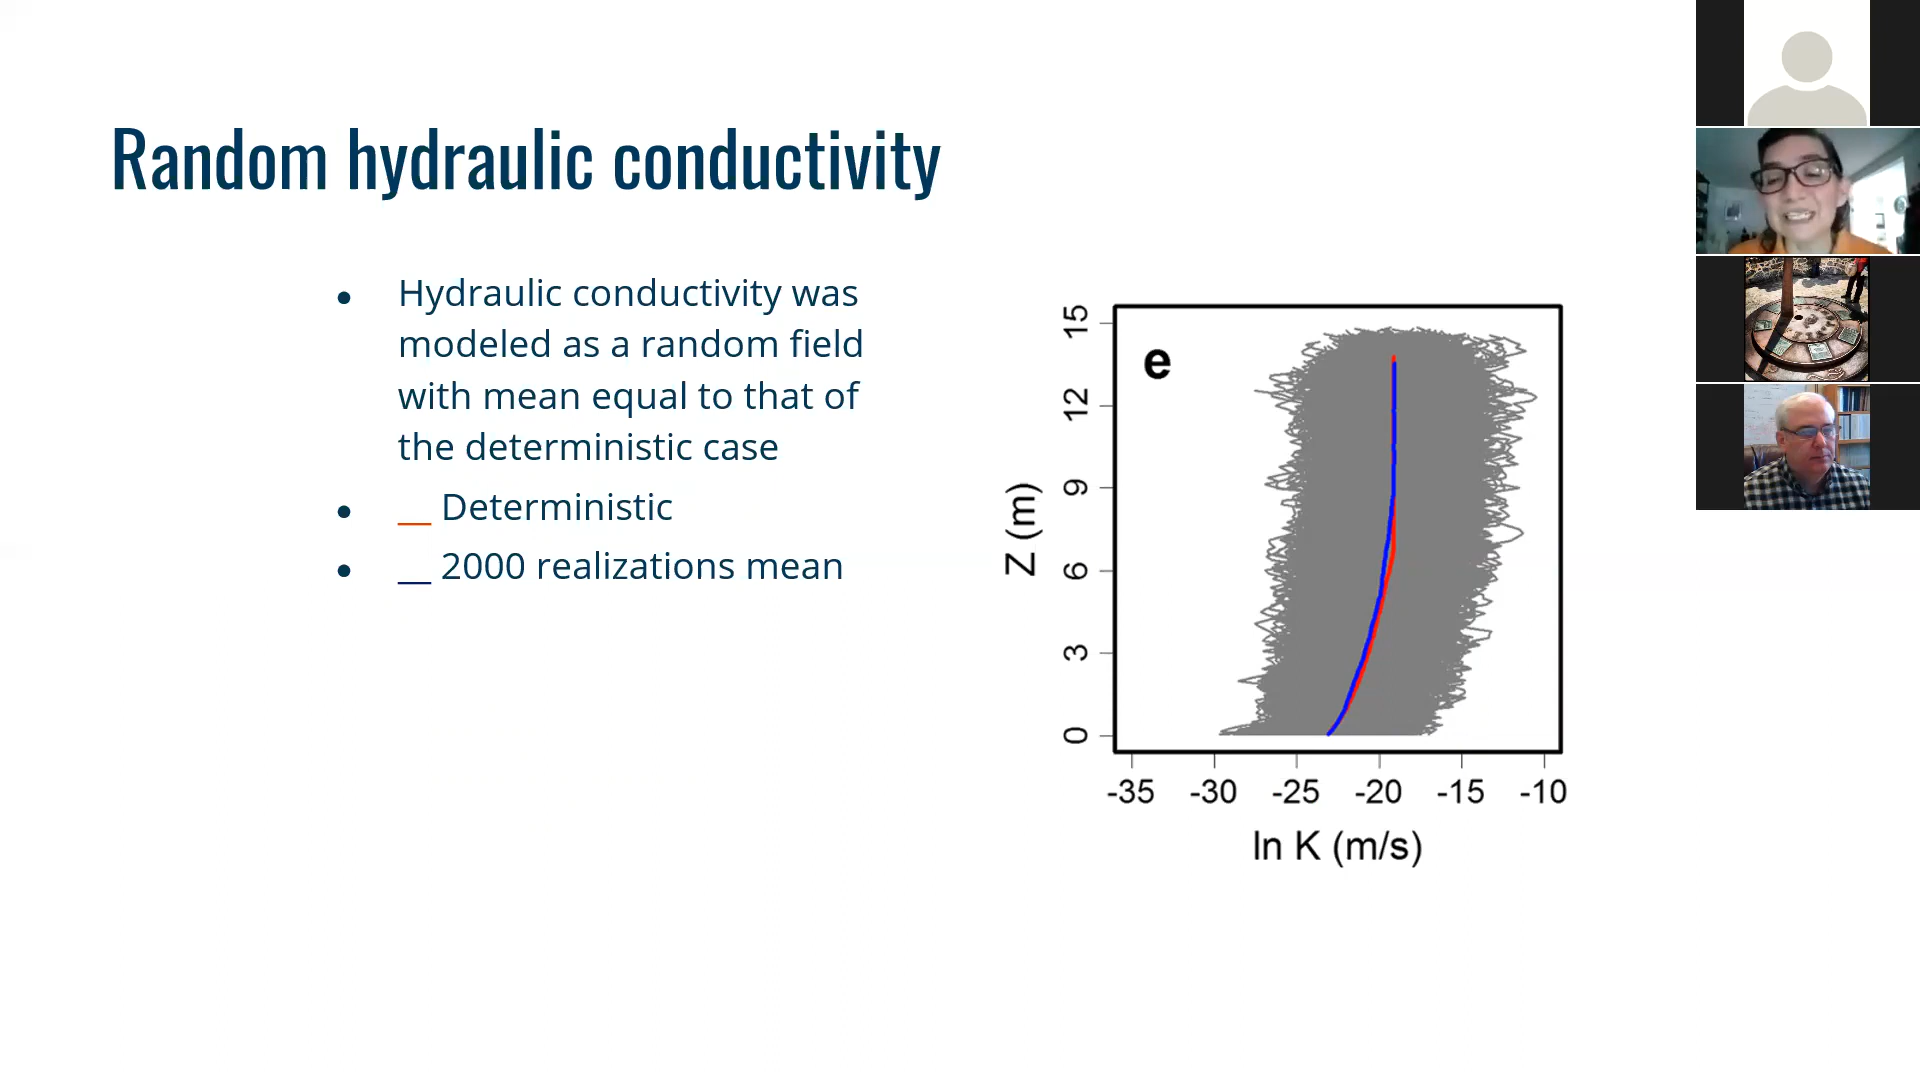 Random hydraulic conductivity
Hydraulic conductivity was
modeled as a random field
with mean equal to that of
the deterministic case
__ Deterministic
__ 2000 realizations mean
e
Z (m)
15
12
9
6
3
0
-35 -30 -25 -20 -15 -10
ln K (m/s)